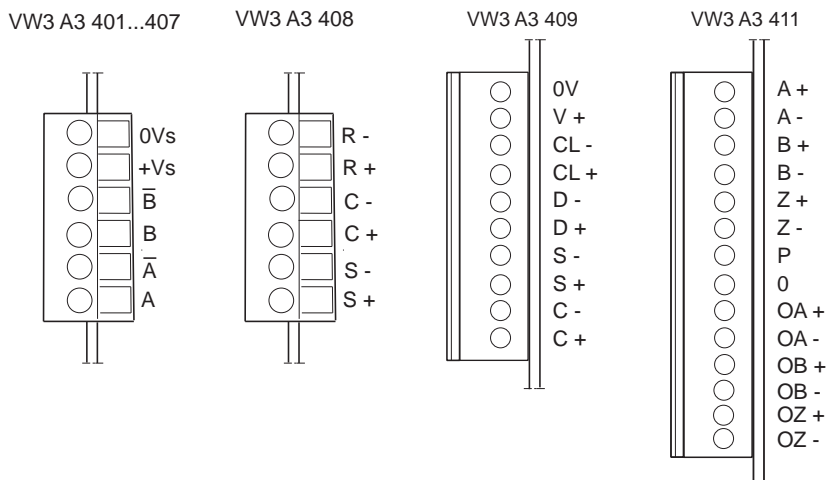 VW3 A3 401...407
0Vs
+Vs
B̅
B
A̅
A
VW3 A3 408
R -
R +
C -
C +
S -
S +
VW3 A3 409
0V
V +
CL -
CL +
D -
D +
S -
S +
C -
C +
VW3 A3 411
A +
A -
B +
B -
Z +
Z -
P
0
OA +
OA -
OB +
OB -
OZ +
OZ -